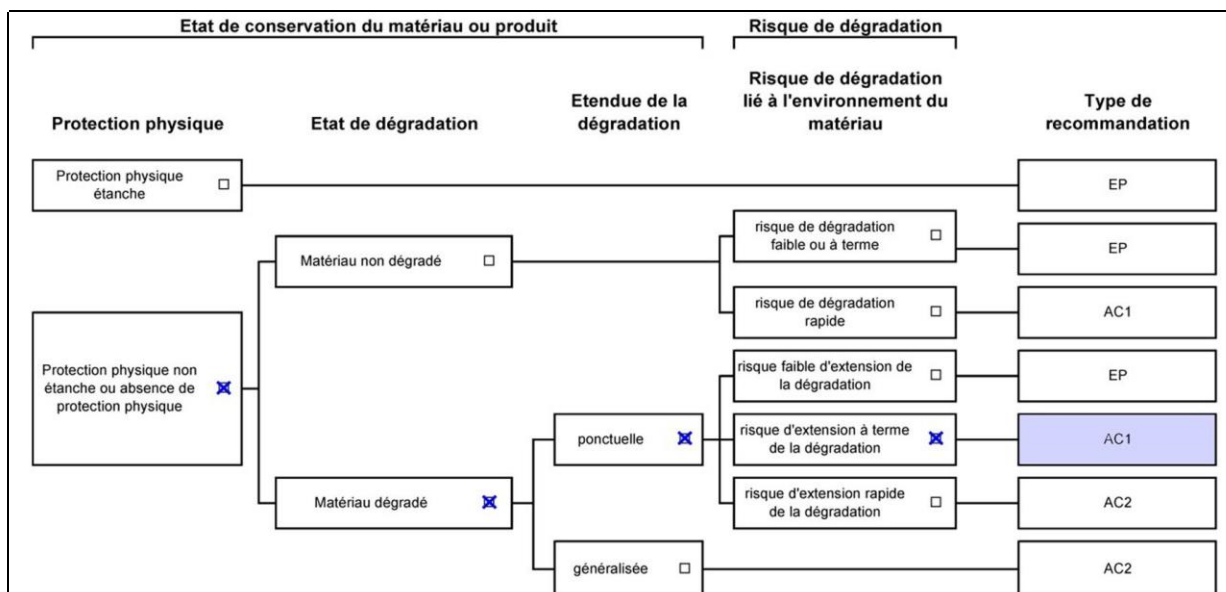 Etat de conservation du matériau ou produit
Risque de dégradation
Protection physique
Etat de dégradation
Etendue de la
dégradation
Risque de dégradation
lié à l'environnement du
matériau
Type de
recommandation
Protection physique
étanche
EP
Matériau non dégradé
risque de dégradation
faible ou à terme
EP
risque de dégradation
rapide
AC1
Protection physique non
étanche ou absence de
protection physique
risque faible d'extension de
la dégradation
EP
ponctuelle
risque d'extension à terme
de la dégradation
AC1
Matériau dégradé
risque d'extension rapide
de la dégradation
AC2
généralisée
AC2